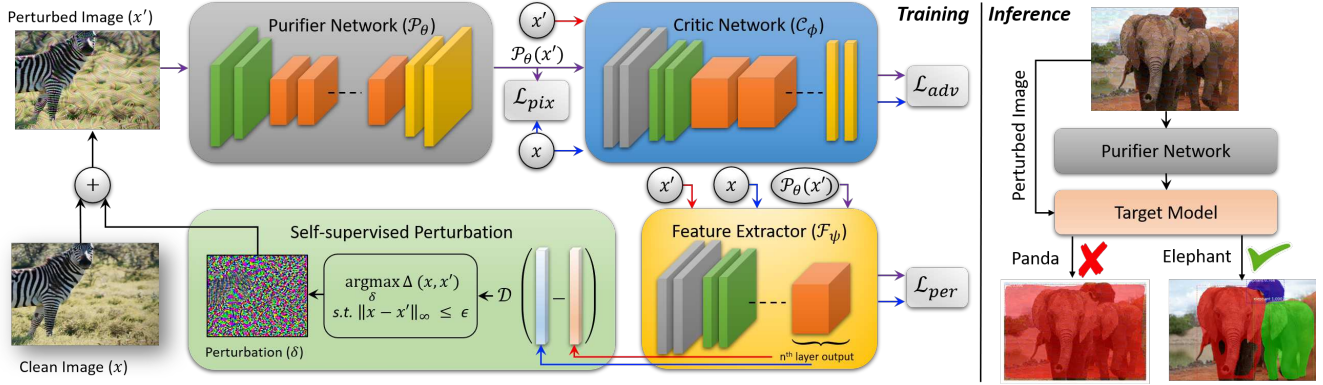 Perturbed Image (x′)
Purifier Network (𝒫θ)
x′
𝒫θ(x′)
ℒpix
x
Critic Network (𝒞ϕ)
Training
ℒadv
Inference
Perturbed Image
Purifier Network
Target Model
Panda
Elephant
+
Clean Image (x)
Self-supervised Perturbation
Perturbation (δ)
argmax Δ (x, x′)
δ
s.t. ‖x − x′‖∞ ≤ ϵ
𝒟
( − )
x′
x
𝒫θ(x′)
Feature Extractor (ℱψ)
nth layer output
ℒper